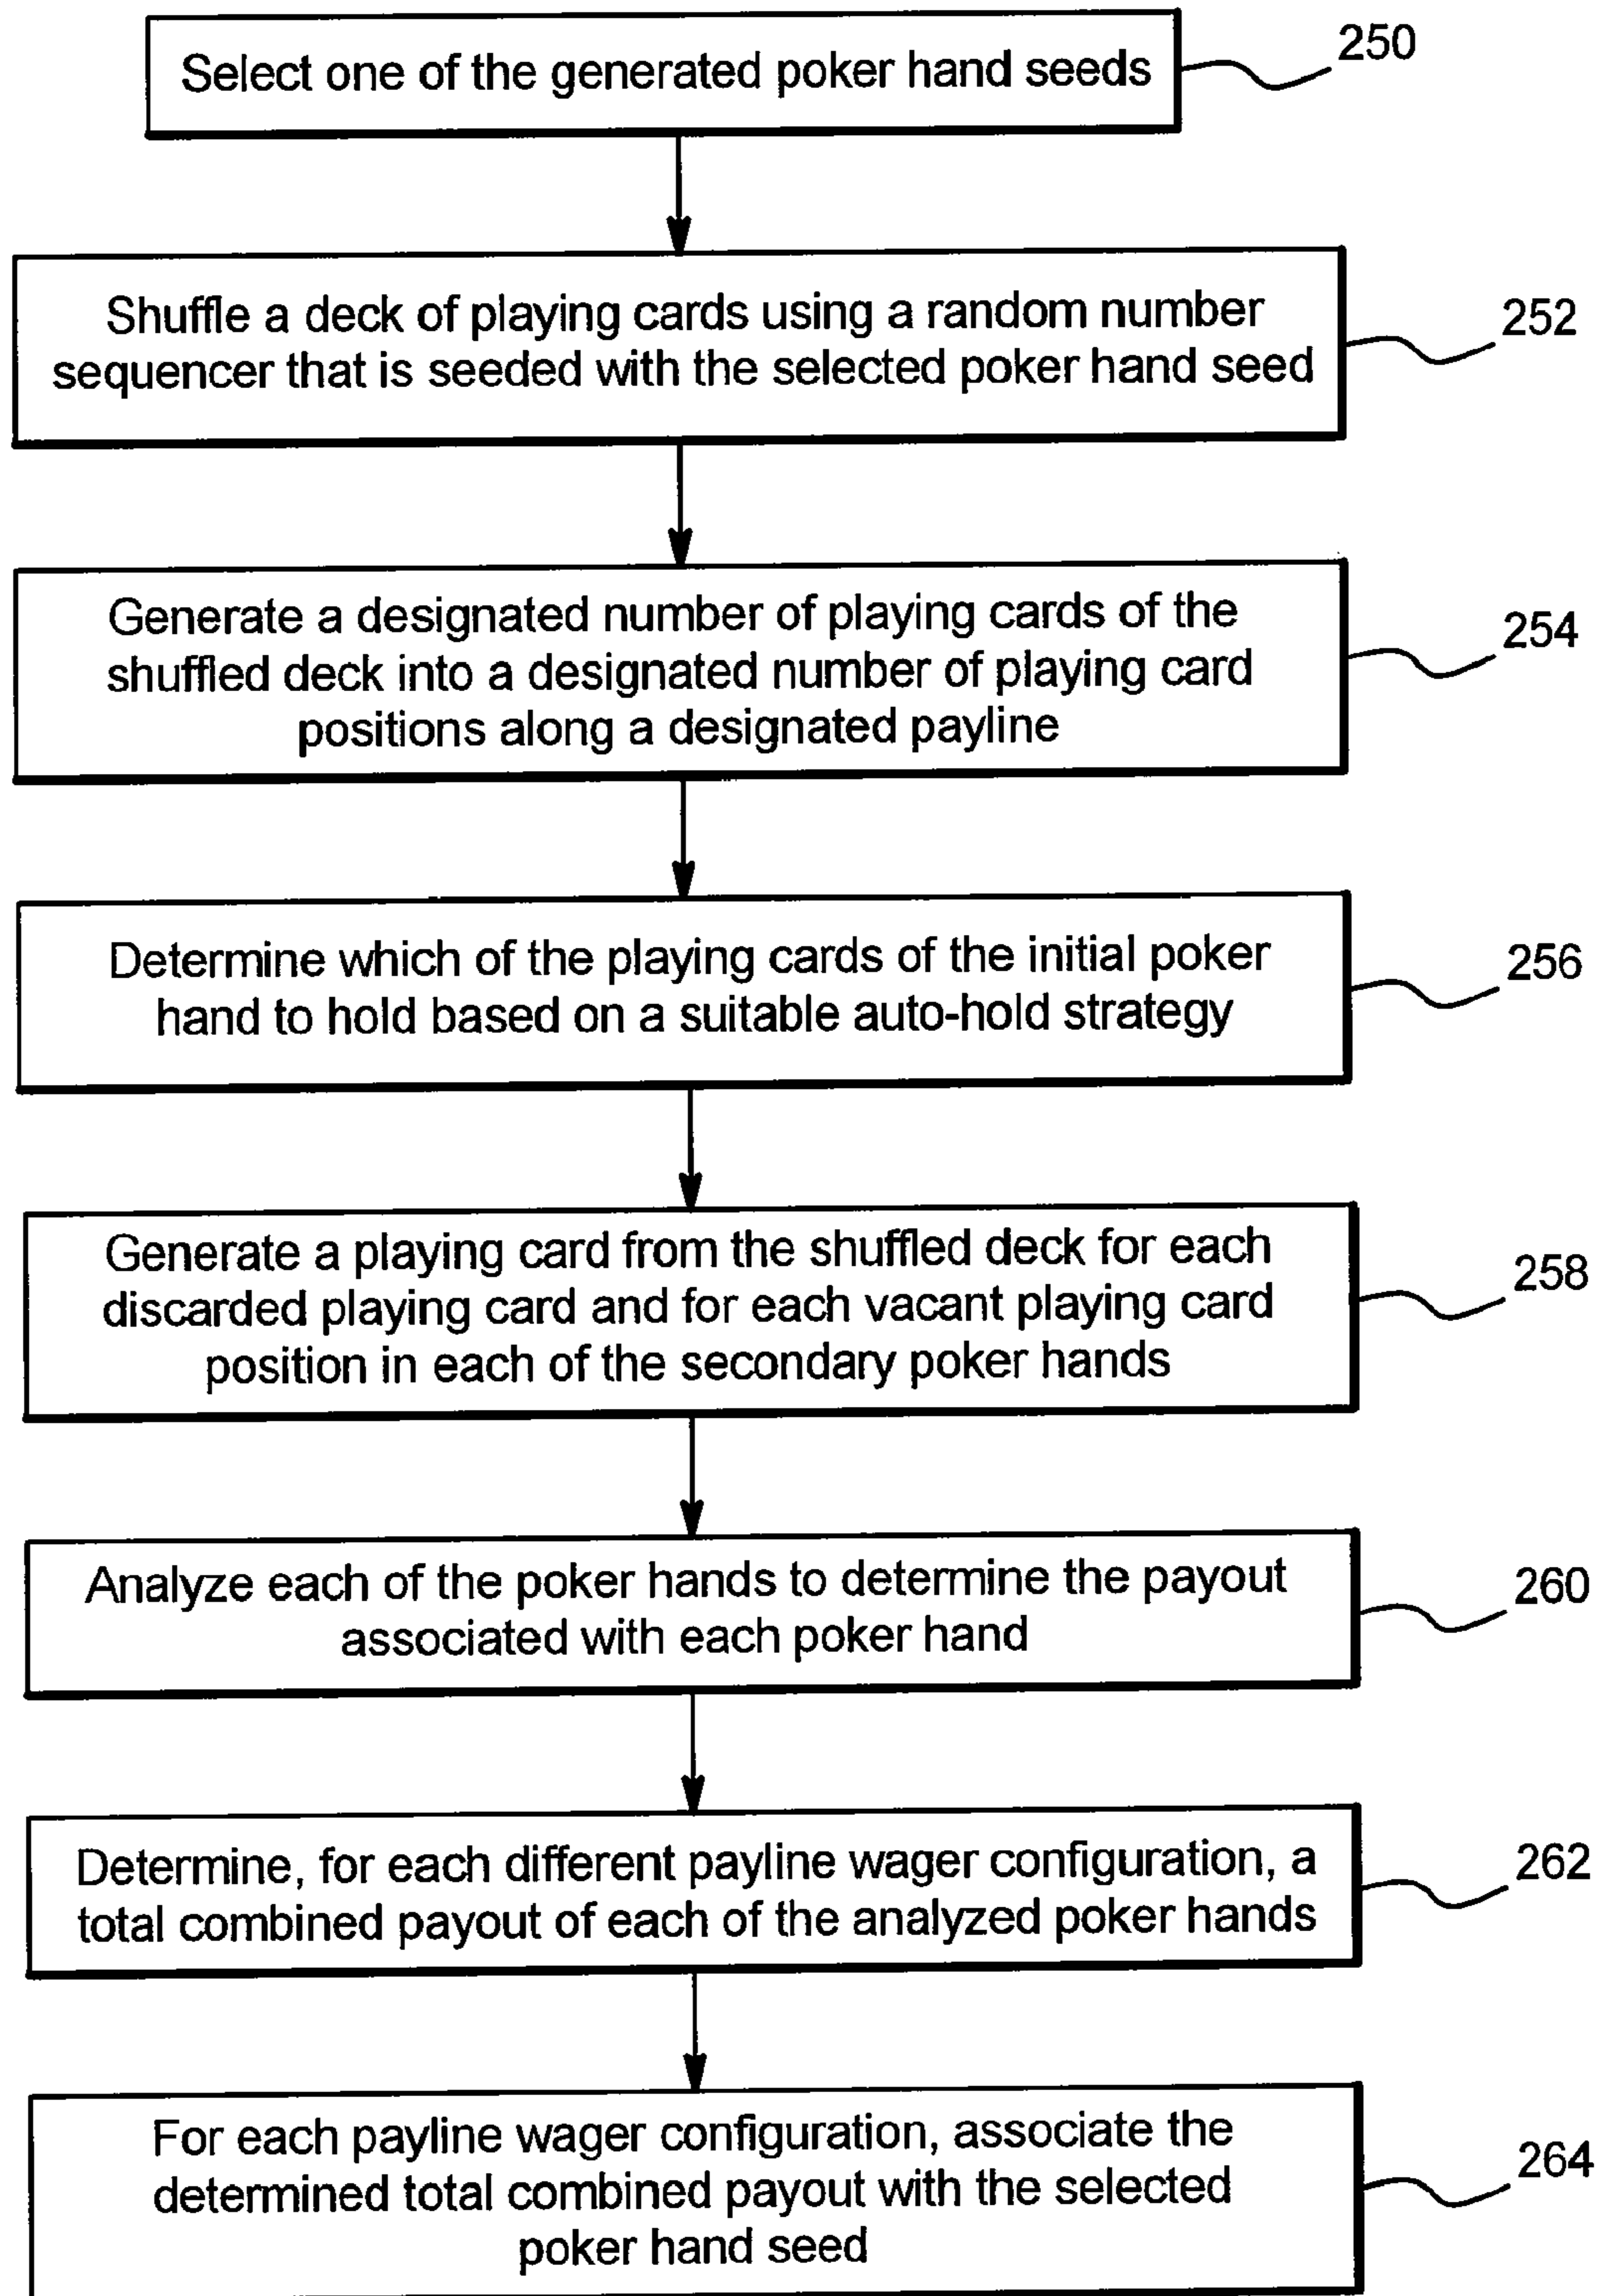 Select one of the generated poker hand seeds
250
Shuffle a deck of playing cards using a random number
sequencer that is seeded with the selected poker hand seed
252
Generate a designated number of playing cards of the
shuffled deck into a designated number of playing card
positions along a designated payline
254
Determine which of the playing cards of the initial poker
hand to hold based on a suitable auto-hold strategy
256
Generate a playing card from the shuffled deck for each
discarded playing card and for each vacant playing card
position in each of the secondary poker hands
258
Analyze each of the poker hands to determine the payout
associated with each poker hand
260
Determine, for each different payline wager configuration, a
total combined payout of each of the analyzed poker hands
262
For each payline wager configuration, associate the
determined total combined payout with the selected
poker hand seed
264